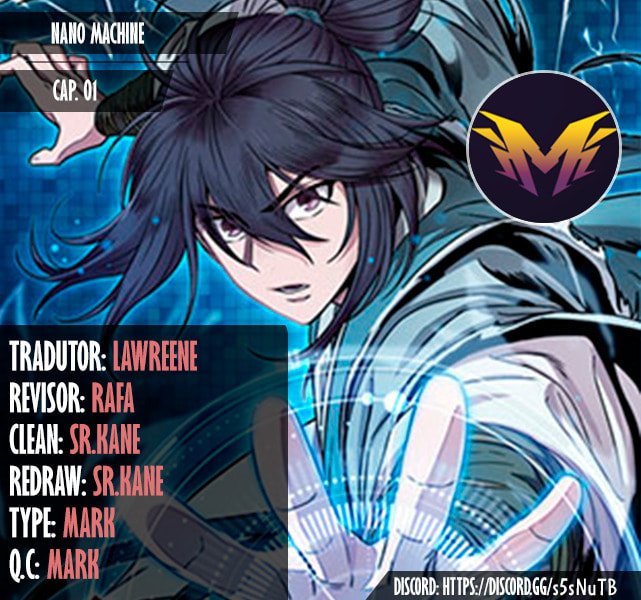 NANO MACHINE
CAP. 01
TRADUTOR: LAWREENE
REVISOR: RAFA
CLEAN: SR.KANE
REDRAW: SR.KANE
TYPE: MARK
Q.C: MARK
DISCORD: HTTPS://DISCORD.GG/s5sNuTB